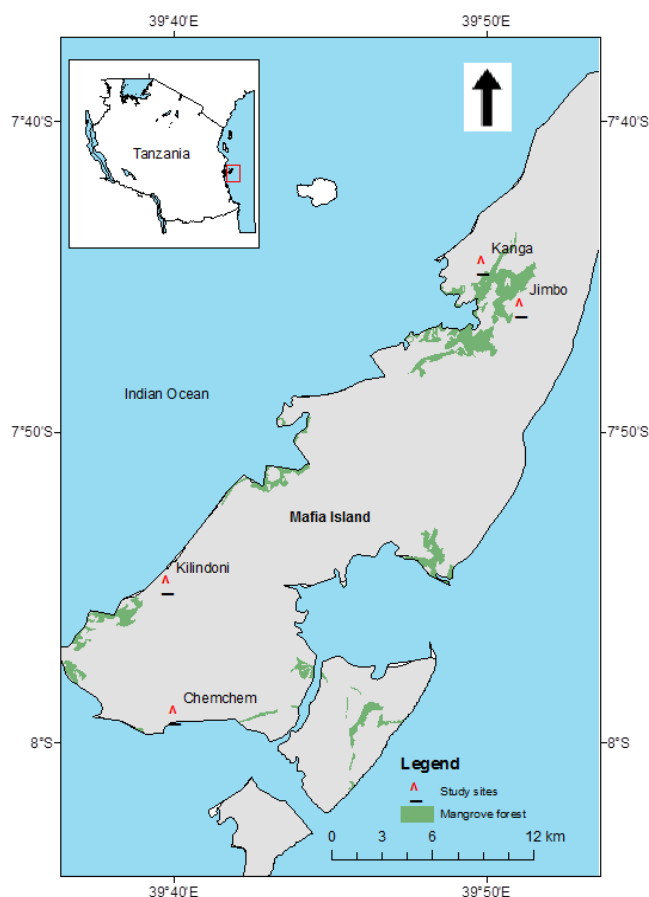 39°40'E 39°50'E
7°40'S 7°40'S
Tanzania
Kanga
Jimbo
Indian Ocean
7°50'S 7°50'S
Mafia Island
Kilindoni
Chemchem
8°S 8°S
Legend
^ Study sites
Mangrove forest
0 3 6 12 km
39°40'E 39°50'E